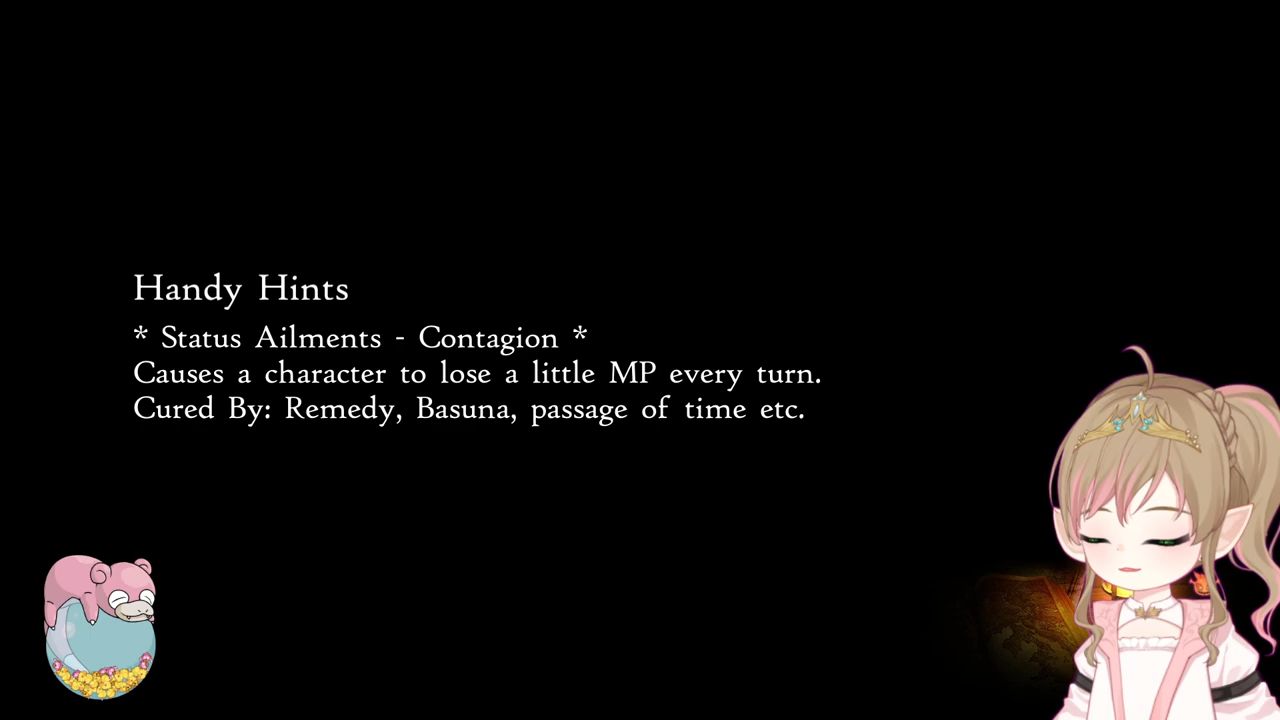 Handy Hints
* Status Ailments - Contagion *
Causes a character to lose a little MP every turn.
Cured By: Remedy, Basuna, passage of time etc.